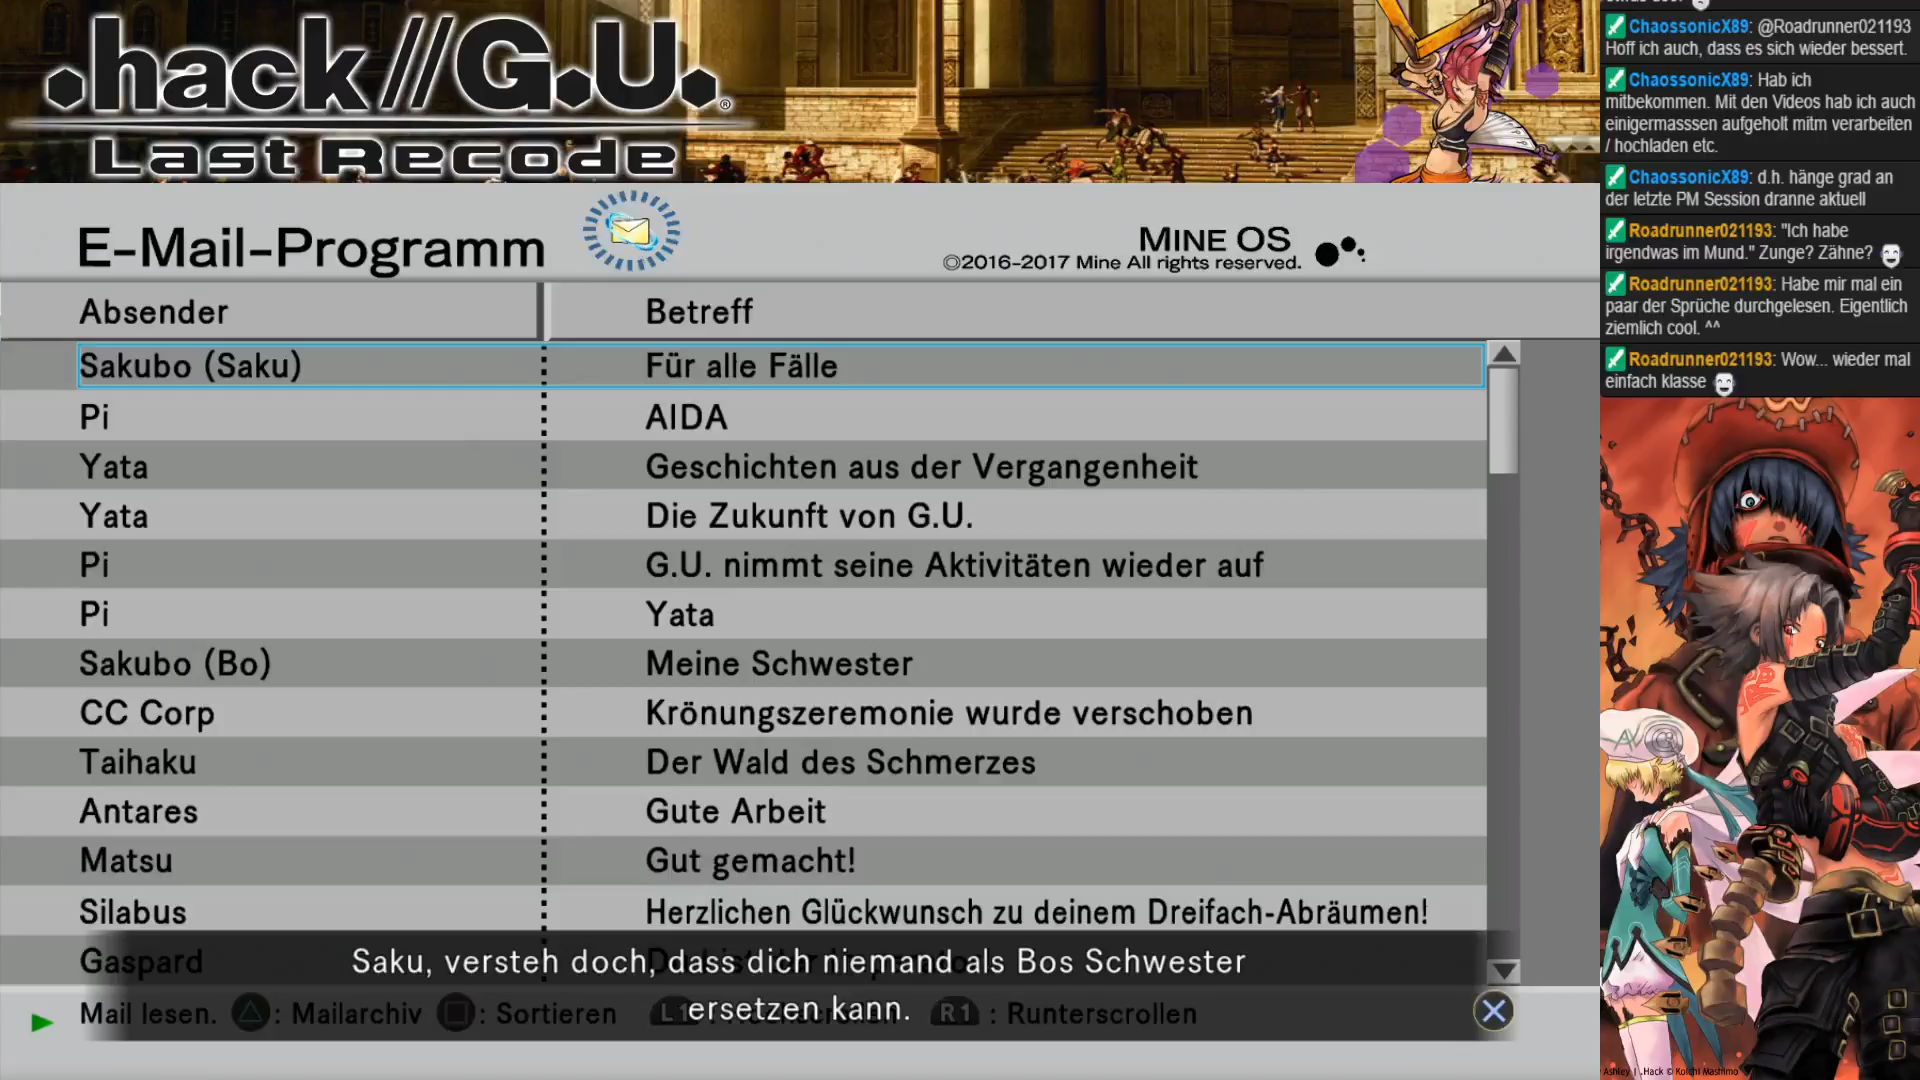 .hack//G.U.®
Last Recode
E-Mail-Programm
MINE OS
©2016-2017 Mine All rights reserved.
Absender Betreff
Sakubo (Saku) Für alle Fälle
Pi AIDA
Yata Geschichten aus der Vergangenheit
Yata Die Zukunft von G.U.
Pi G.U. nimmt seine Aktivitäten wieder auf
Pi Yata
Sakubo (Bo) Meine Schwester
CC Corp Krönungszeremonie wurde verschoben
Taihaku Der Wald des Schmerzes
Antares Gute Arbeit
Matsu Gut gemacht!
Silabus Herzlichen Glückwunsch zu deinem Dreifach-Abräumen!
Gaspard
Saku, versteh doch, dass dich niemand als Bos Schwester
ersetzen kann.
Mail lesen. : Mailarchiv : Sortieren L1 : R1 : Runterscrollen
ChaossonicX89: @Roadrunner021193
Hoff ich auch, dass es sich wieder bessert.
ChaossonicX89: Hab ich
mitbekommen. Mit den Videos hab ich auch
einigermasssen aufgeholt mitm verarbeiten
/ hochladen etc.
ChaossonicX89: d.h. hänge grad an
der letzte PM Session dranne aktuell
Roadrunner021193: "Ich habe
irgendwas im Mund." Zunge? Zähne?
Roadrunner021193: Habe mir mal ein
paar der Sprüche durchgelesen. Eigentlich
ziemlich cool. ^^
Roadrunner021193: Wow... wieder mal
einfach klasse
Ashley | .Hack © Koichi Mashimo